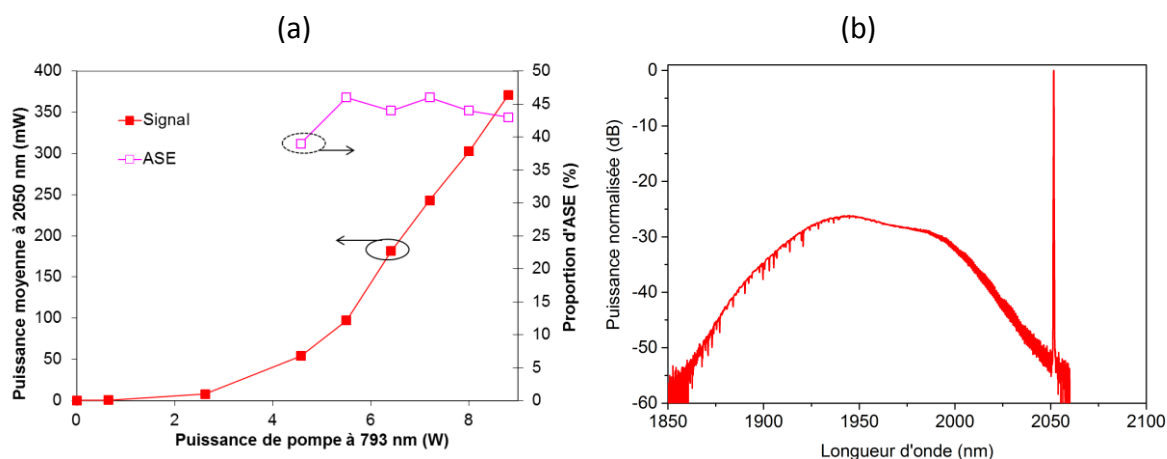 (a)
(b)
400
350
300
250
200
150
100
50
0
Puissance moyenne à 2050 nm (mW)
Signal
ASE
50
45
40
35
30
25
20
15
10
5
0
Proportion d'ASE (%)
0 2 4 6 8
Puissance de pompe à 793 nm (W)
0
-10
-20
-30
-40
-50
-60
Puissance normalisée (dB)
1850 1900 1950 2000 2050 2100
Longueur d'onde (nm)